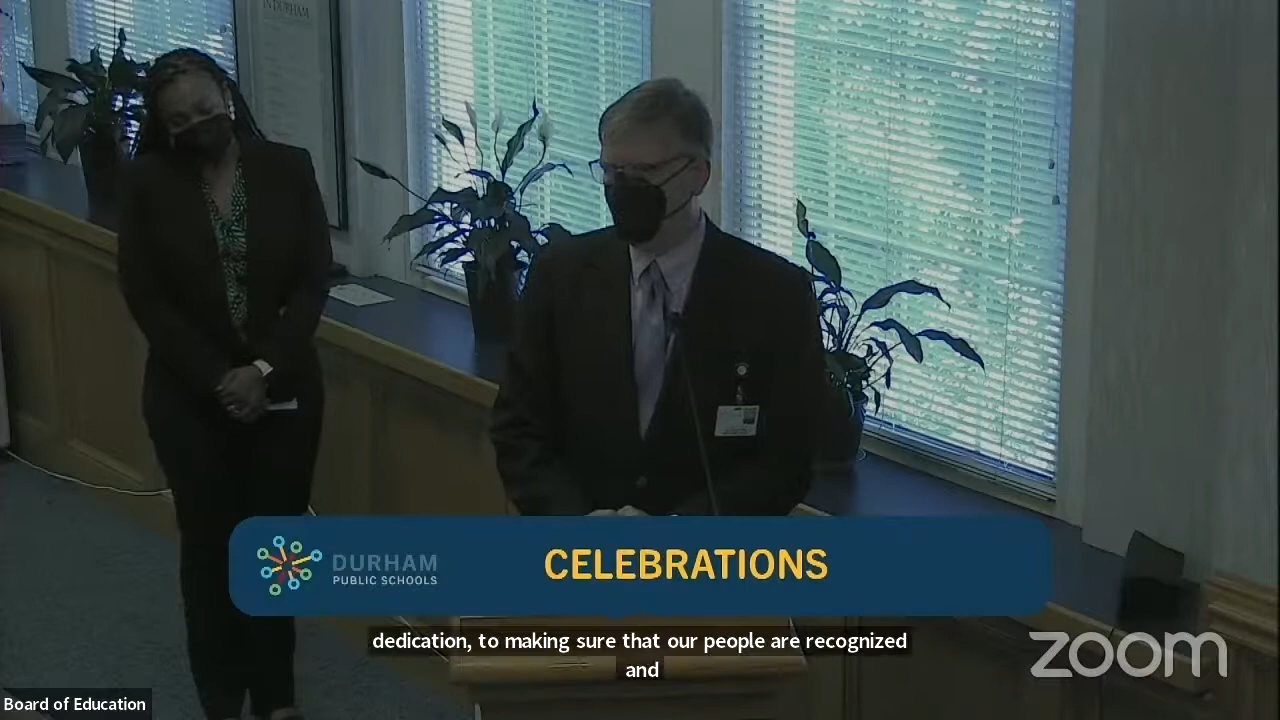 IN DURHAM
DURHAM
PUBLIC SCHOOLS
CELEBRATIONS
dedication, to making sure that our people are recognized
and
zoom
Board of Education